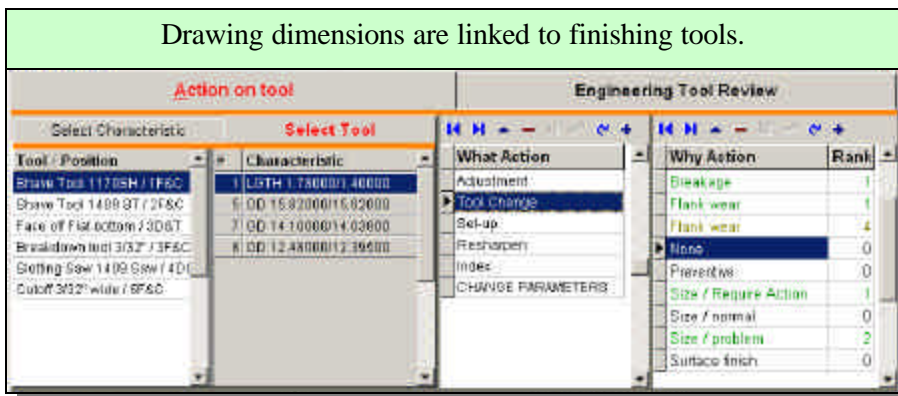 Drawing dimensions are linked to finishing tools.
Action on tool
Engineering Tool Review
Select Characteristic
Select Tool
Tool / Position
Shave Tool 1170SH / 1F&C
Shave Tool 1409 ST / 2F&C
Face off Flat bottom / 3D&T
Breakdown tool 3/32" / 3F&C
Slotting Saw 1409 Saw / 4D
Cutoff 3/32" wide / 6F&C
# Characteristic
1 LGTH 1.78000/1.40000
OD 15.82000/15.62000
7 OD 14.10000/14.03800
OD 12.48000/12.39600
What Action
Adjustment
Tool Change
Set-up
Resharpen
Index
CHANGE PARAMETERS
Why Action Rank
Breakage 1
Flank wear 1
Flank wear 4
None 0
Preventive 0
Size / Require Action 1
Size / normal 0
Size / problem 2
Surface finish 0